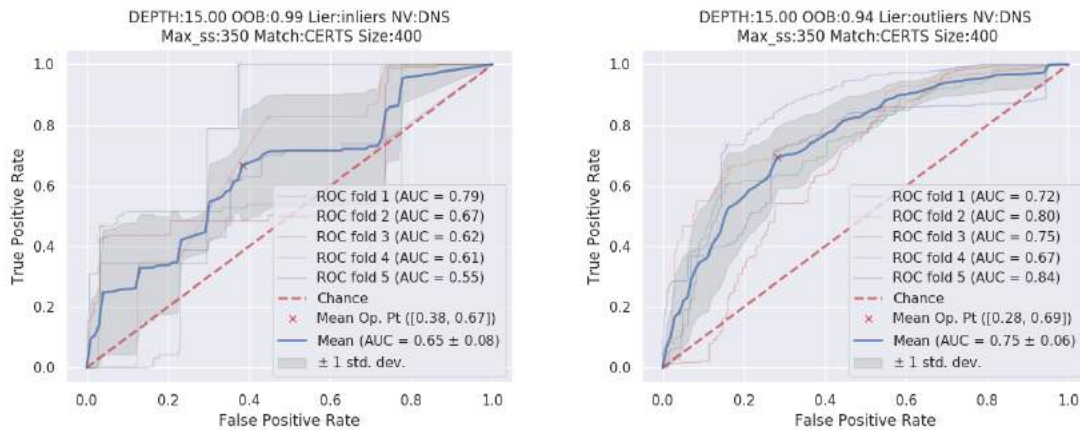 DEPTH:15.00 OOB:0.99 Lier:inliers NV:DNS
Max_ss:350 Match:CERTS Size:400
True Positive Rate
1.0
0.8
0.6
0.4
0.2
0.0
ROC fold 1 (AUC = 0.79)
ROC fold 2 (AUC = 0.67)
ROC fold 3 (AUC = 0.62)
ROC fold 4 (AUC = 0.61)
ROC fold 5 (AUC = 0.55)
Chance
Mean Op. Pt ([0.38, 0.67])
Mean (AUC = 0.65 ± 0.08)
± 1 std. dev.
0.0 0.2 0.4 0.6 0.8 1.0
False Positive Rate
DEPTH:15.00 OOB:0.94 Lier:outliers NV:DNS
Max_ss:350 Match:CERTS Size:400
True Positive Rate
1.0
0.8
0.6
0.4
0.2
0.0
ROC fold 1 (AUC = 0.72)
ROC fold 2 (AUC = 0.80)
ROC fold 3 (AUC = 0.75)
ROC fold 4 (AUC = 0.67)
ROC fold 5 (AUC = 0.84)
Chance
Mean Op. Pt ([0.28, 0.69])
Mean (AUC = 0.75 ± 0.06)
± 1 std. dev.
0.0 0.2 0.4 0.6 0.8 1.0
False Positive Rate